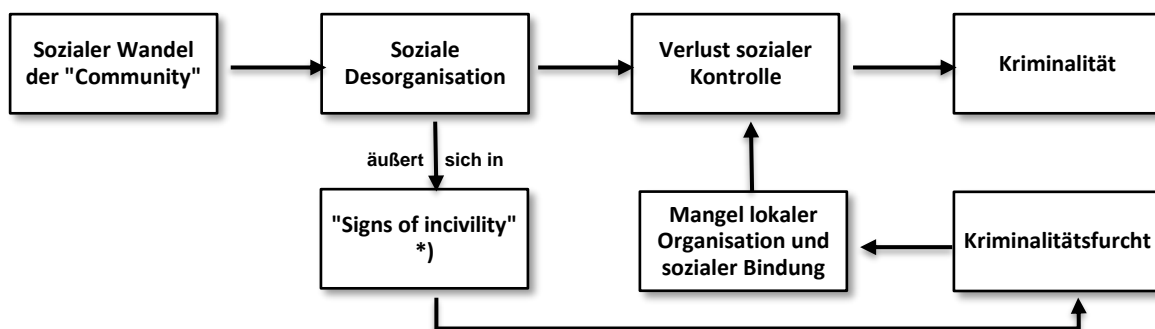 Sozialer Wandel
der "Community"
Soziale
Desorganisation
Verlust sozialer
Kontrolle
Kriminalität
äußert sich in
"Signs of incivility"
*)
Mangel lokaler
Organisation und
sozialer Bindung
Kriminalitätsfurcht